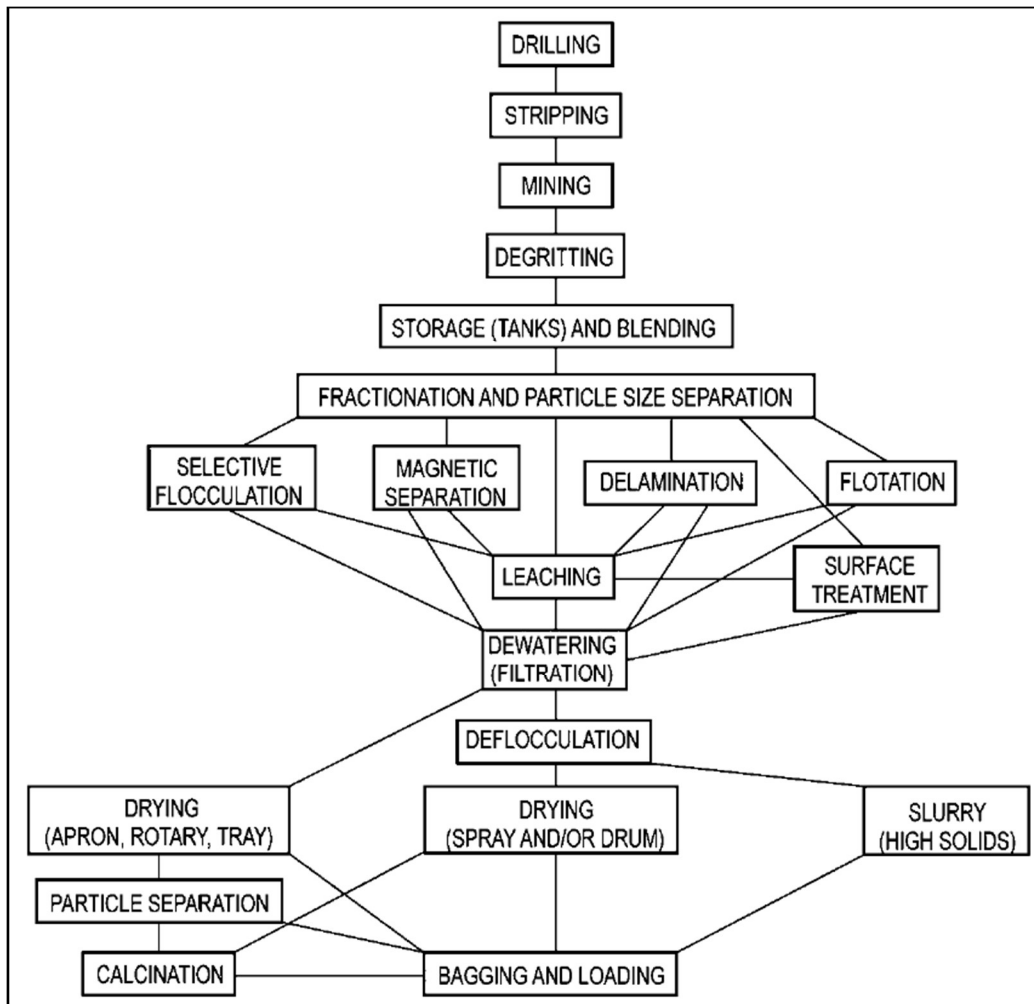 DRILLING
STRIPPING
MINING
DEGRITTING
STORAGE (TANKS) AND BLENDING
FRACTIONATION AND PARTICLE SIZE SEPARATION
SELECTIVE
FLOCCULATION
MAGNETIC
SEPARATION
DELAMINATION
FLOTATION
LEACHING
SURFACE
TREATMENT
DEWATERING
(FILTRATION)
DEFLOCCULATION
DRYING
(APRON, ROTARY, TRAY)
DRYING
(SPRAY AND/OR DRUM)
SLURRY
(HIGH SOLIDS)
PARTICLE SEPARATION
CALCINATION
BAGGING AND LOADING